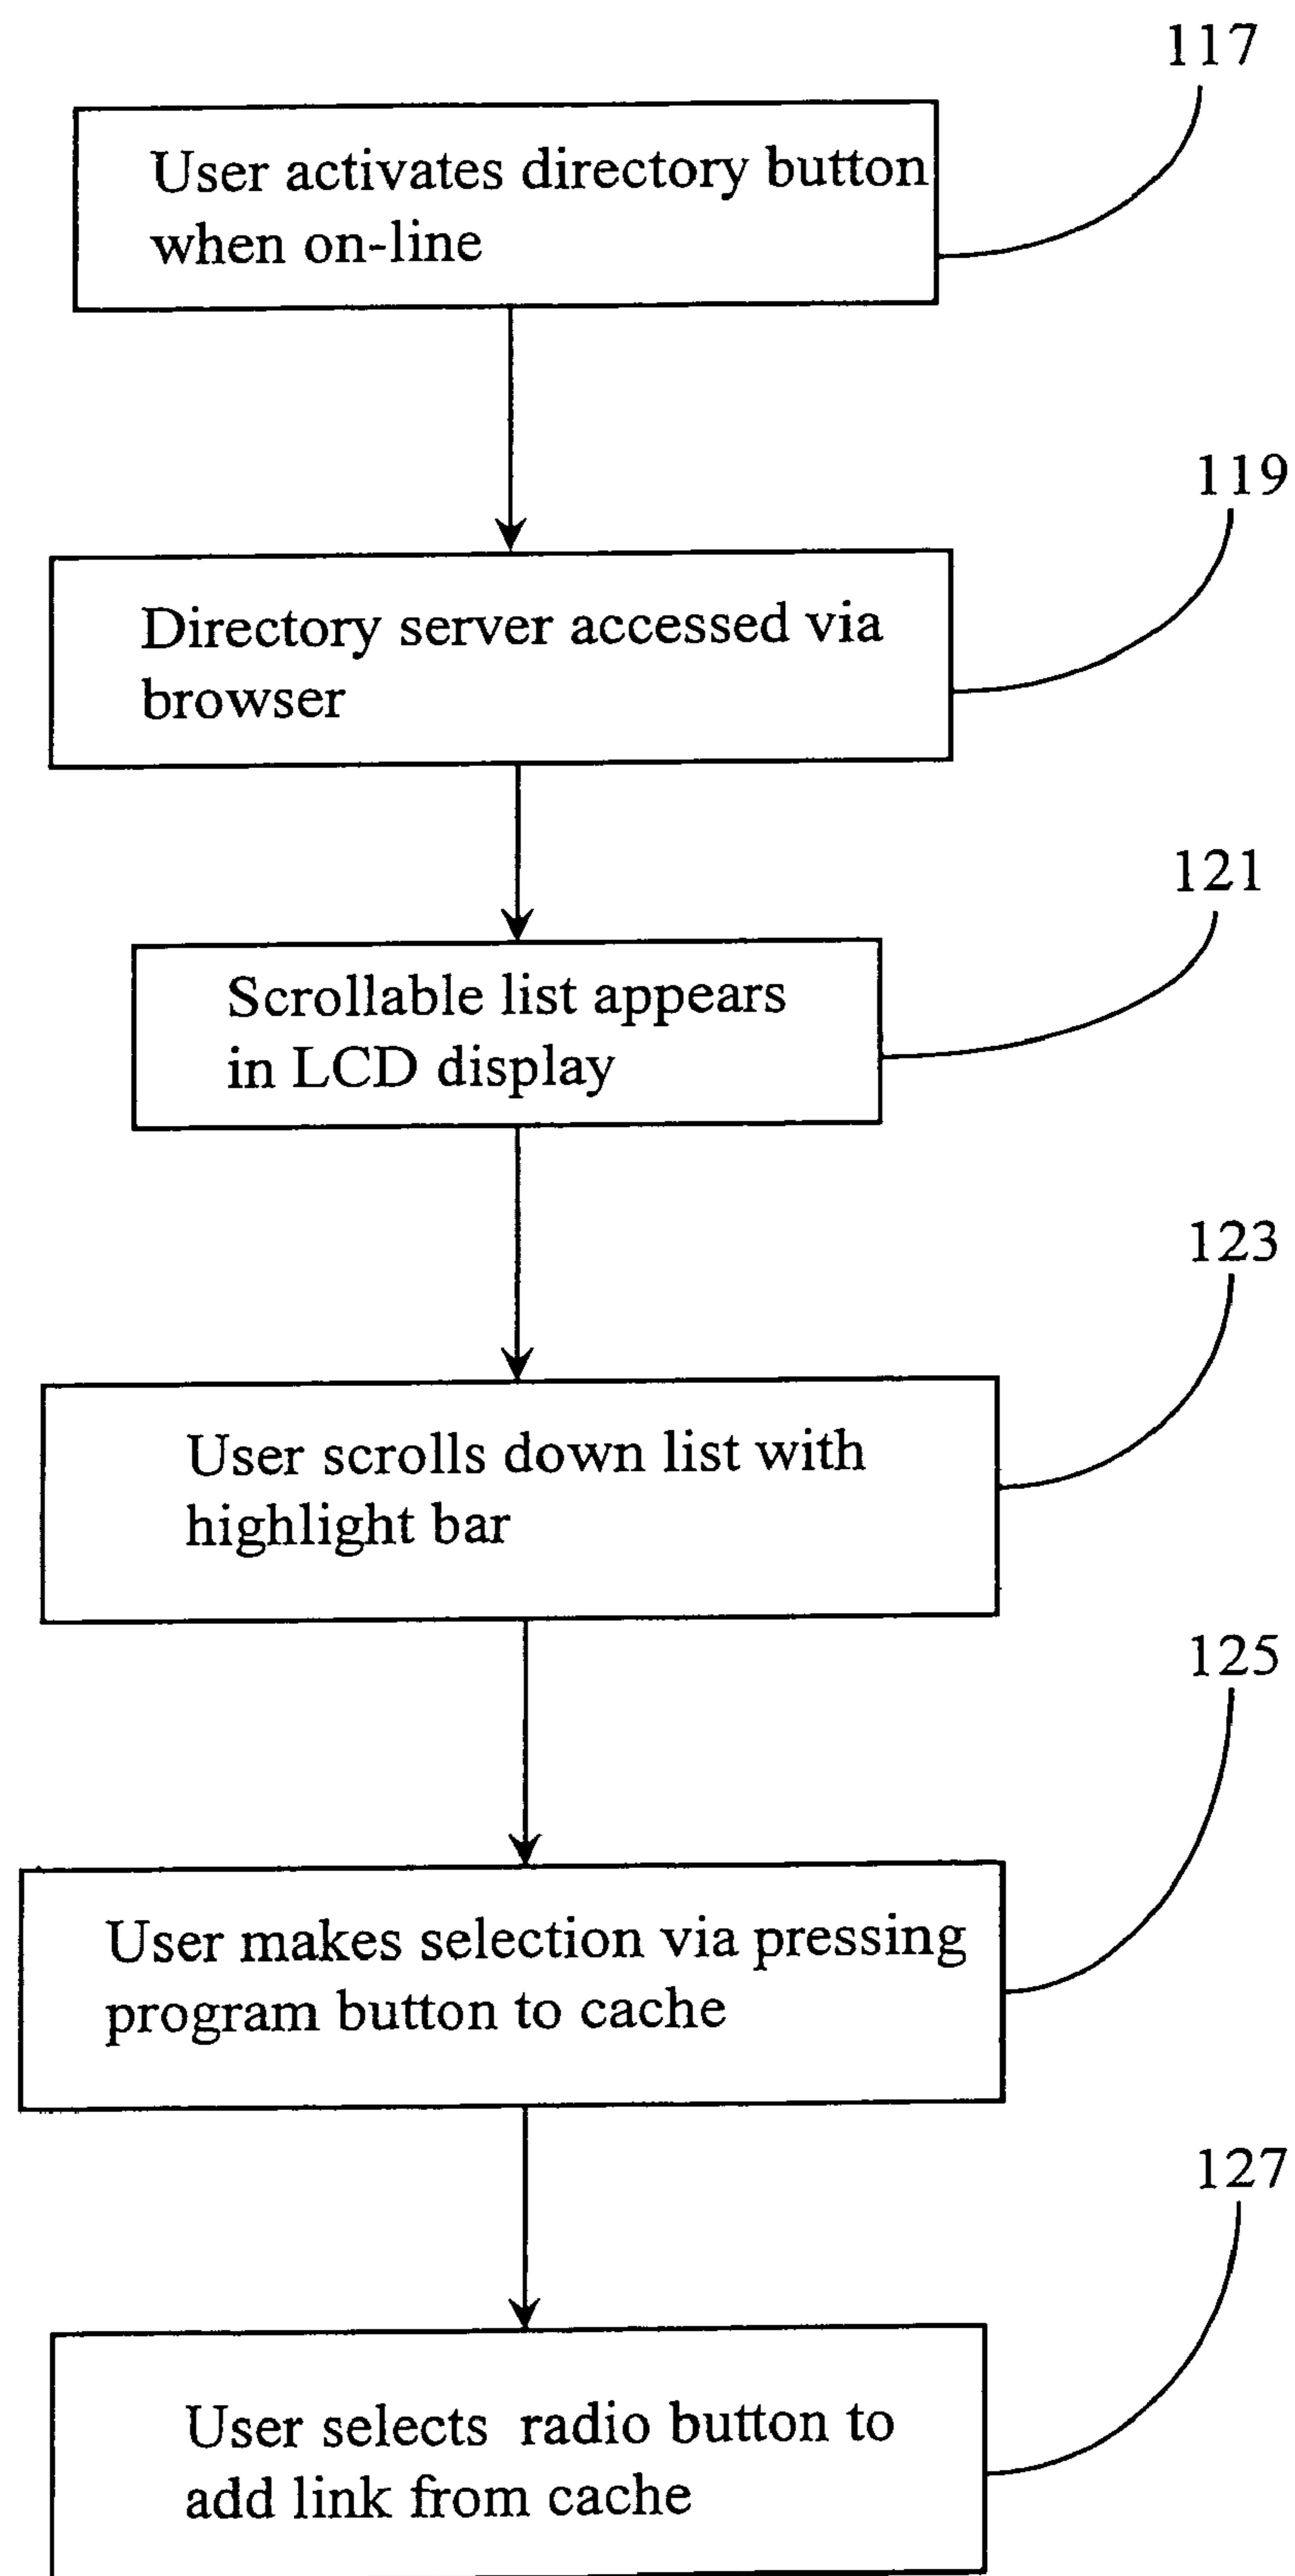 117
User activates directory button
when on-line
119
Directory server accessed via
browser
121
Scrollable list appears
in LCD display
123
User scrolls down list with
highlight bar
125
User makes selection via pressing
program button to cache
127
User selects radio button to
add link from cache